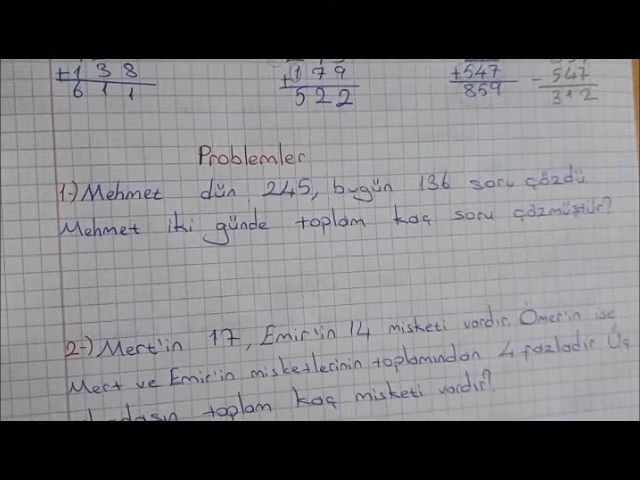 +138 +179 +547 - 547
611 522 859 312
Problemler
1-) Mehmet dün 245, bugün 136 soru çözdü
Mehmet iki günde toplam kaç soru çözmüştür?
2-) Mert'in 17, Emir'in 14 misketi vardır. Ömer'in ise
Mert ve Emir'in misketlerinin toplamından 4 fazladır. Üç
toplam kaç misketi vardır?